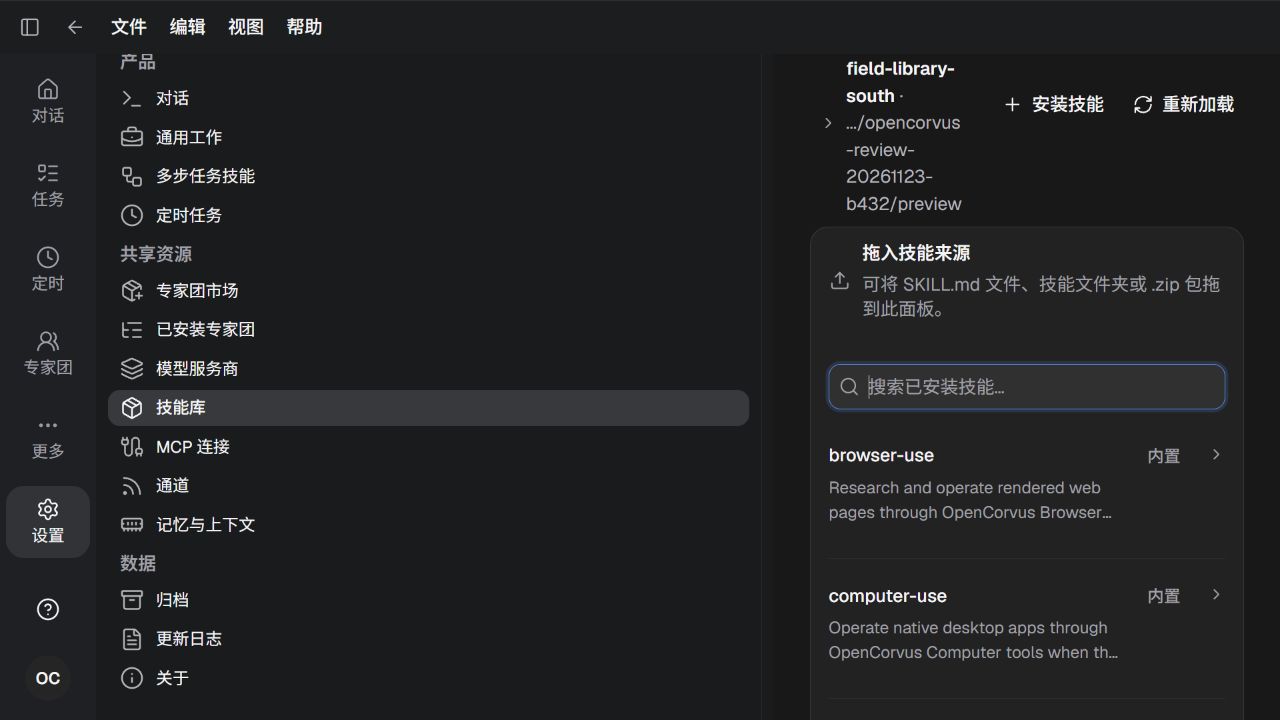 文件 编辑 视图 帮助
对话
任务
定时
专家团
更多
设置
OC
产品
对话
通用工作
多步任务技能
定时任务
共享资源
专家团市场
已安装专家团
模型服务商
技能库
MCP 连接
通道
记忆与上下文
数据
归档
更新日志
关于
field-library-
south ·
.../opencorvus
-review-
20261123-
b432/preview
安装技能
重新加载
拖入技能来源
可将 SKILL.md 文件、技能文件夹或 .zip 包拖
到此面板。
搜索已安装技能...
browser-use
内置
Research and operate rendered web
pages through OpenCorvus Browser...
computer-use
内置
Operate native desktop apps through
OpenCorvus Computer tools when th...